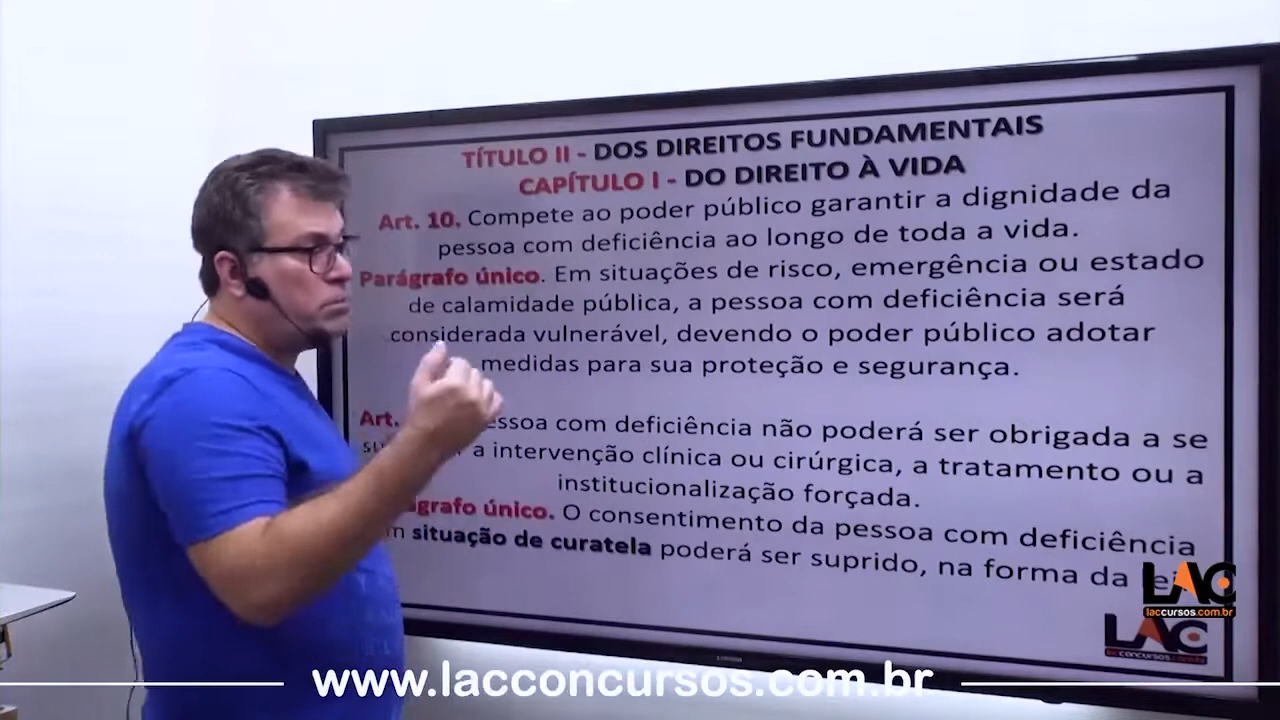 TÍTULO II - DOS DIREITOS FUNDAMENTAIS
CAPÍTULO I - DO DIREITO À VIDA
Art. 10. Compete ao poder público garantir a dignidade da
pessoa com deficiência ao longo de toda a vida.
Parágrafo único. Em situações de risco, emergência ou estado
de calamidade pública, a pessoa com deficiência será
considerada vulnerável, devendo o poder público adotar
medidas para sua proteção e segurança.
Art. essoa com deficiência não poderá ser obrigada a se
a intervenção clínica ou cirúrgica, a tratamento ou a
institucionalização forçada.
grafo único. O consentimento da pessoa com deficiência
situação de curatela poderá ser suprido, na forma da
LAC
laccursos.com.br
LAC
lacconcursos.com.br
www.lacconcursos.com.br